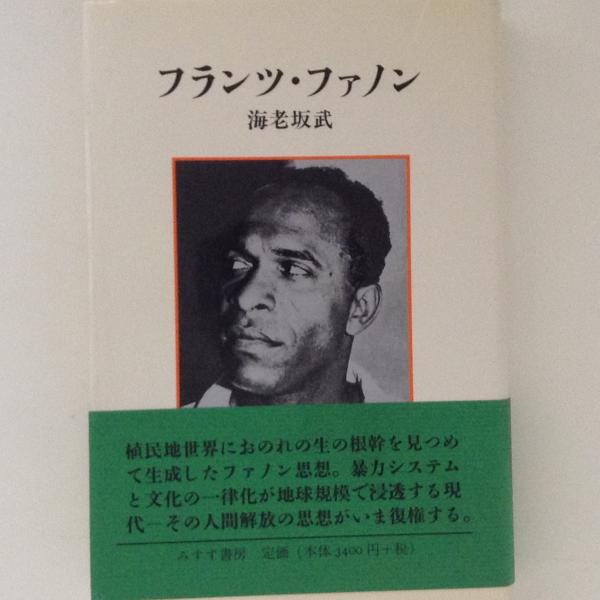 フランツ・ファノン
海老坂武
植民地世界におのれの生の根幹を見つめ
て生成したファノン思想。暴力システム
と文化の一律化が地球規模で浸透する現
代―その人間解放の思想がいま復権する。
みすず書房 定価（本体3400円+税）